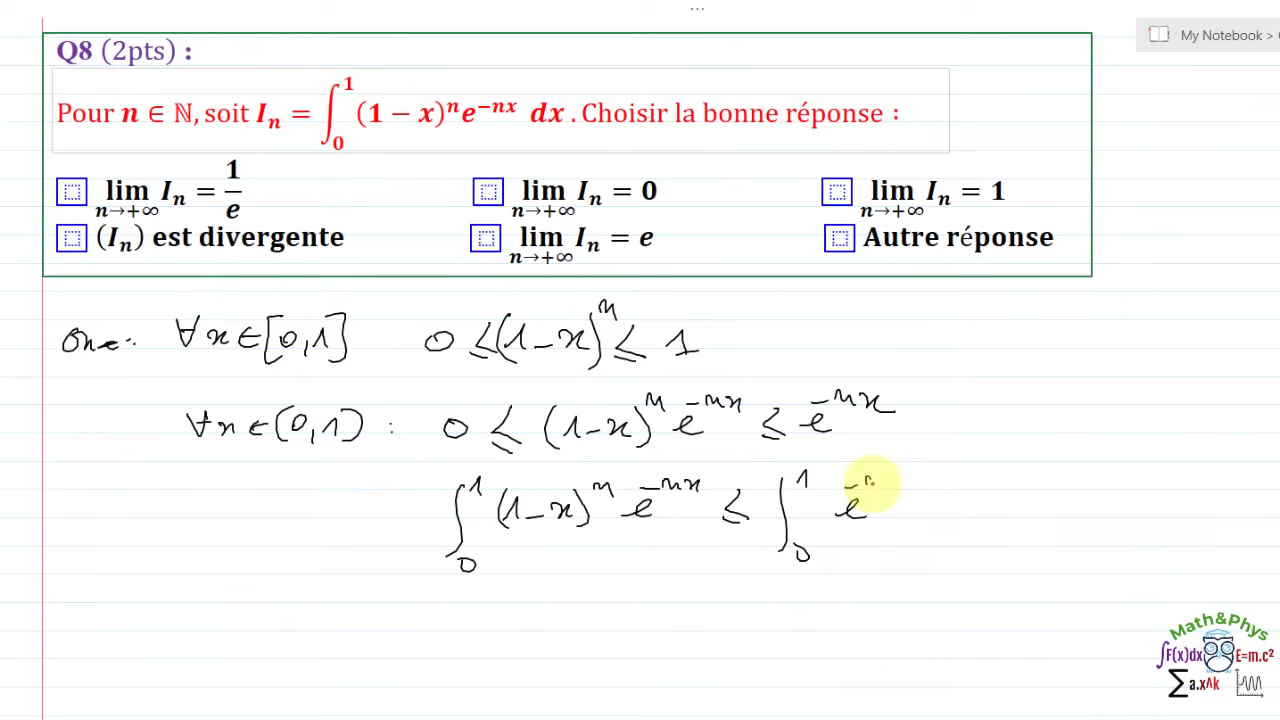 ...
My Notebook >
Q8 (2pts) :
Pour n ∈ ℕ, soit Iₙ = ∫₀¹ (1 − x)ⁿe⁻ⁿˣ dx . Choisir la bonne réponse :
lim n→+∞ Iₙ = 1/e   lim n→+∞ Iₙ = 0   lim n→+∞ Iₙ = 1
(Iₙ) est divergente   lim n→+∞ Iₙ = e   Autre réponse
On a : ∀x∈[0,1]   0 ≤ (1−x)ⁿ ≤ 1
∀x∈(0,1) : 0 ≤ (1−x)ⁿ e⁻ⁿˣ ≤ e⁻ⁿˣ
∫₀¹ (1−x)ⁿ e⁻ⁿˣ ≤ ∫₀¹ e⁻
Math&Phys
∫F(x)dx E=m.c²
∑ a.x∧k